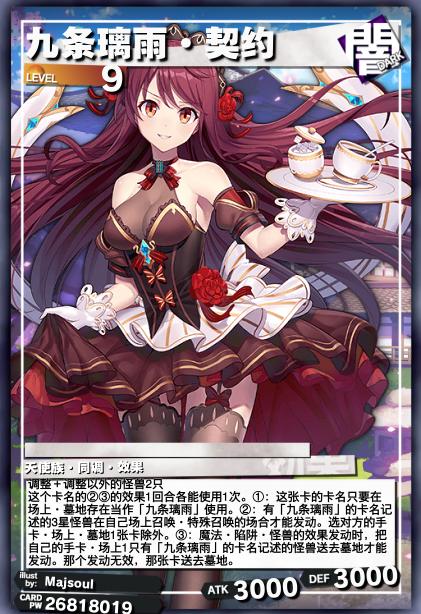 九条璃雨・契约
闇
DARK
LEVEL
9
天使族・同调・效果
调整＋调整以外的怪兽2只
这个卡名的②③的效果1回合各能使用1次。①：这张卡的卡名只要在
场上・墓地存在当作「九条璃雨」使用。②：有「九条璃雨」的卡名记
述的3星怪兽在自己场上召唤・特殊召唤的场合才能发动。选对方的手
卡・场上・墓地1张卡除外。③：魔法・陷阱・怪兽的效果发动时，把
自己的手卡・场上1只有「九条璃雨」的卡名记述的怪兽送去墓地才能
发动。那个发动无效，那张卡送去墓地。
illust by: Majsoul
ATK 3000 DEF 3000
CARD PW 26818019